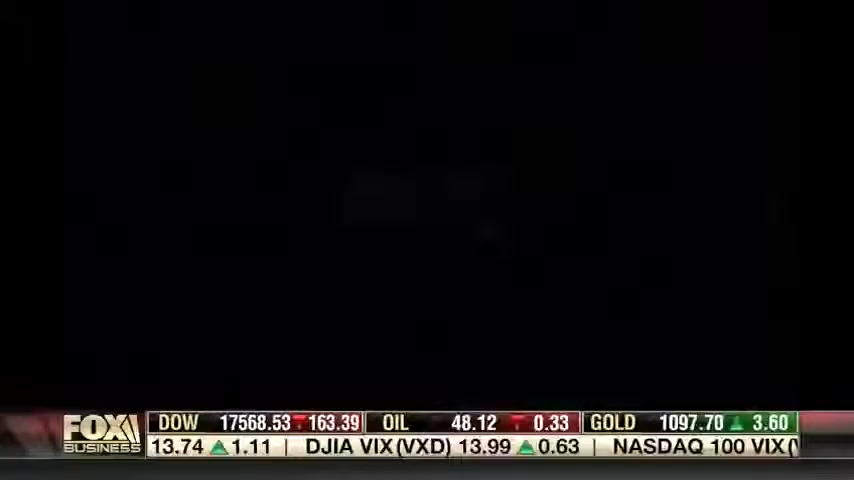 FOX
BUSINESS
DOW 17568.53 ▼ 163.39 OIL 48.12 ▼ 0.33 GOLD 1097.70 ▲ 3.60
13.74 ▲ 1.11 | DJIA VIX (VXD) 13.99 ▲ 0.63 | NASDAQ 100 VIX (